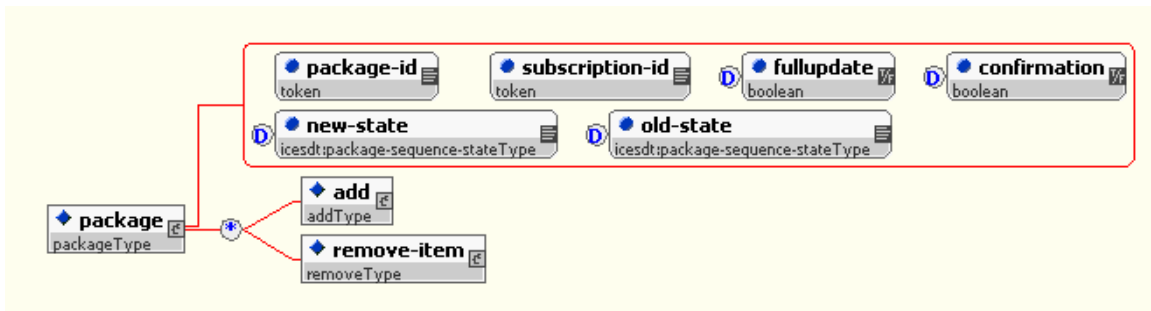 package-id
token
subscription-id
token
D
fullupdate
T/F
boolean
D
confirmation
T/F
boolean
D
new-state
icesdt:package-sequence-stateType
D
old-state
icesdt:package-sequence-stateType
package
packageType
*
add
addType
remove-item
removeType